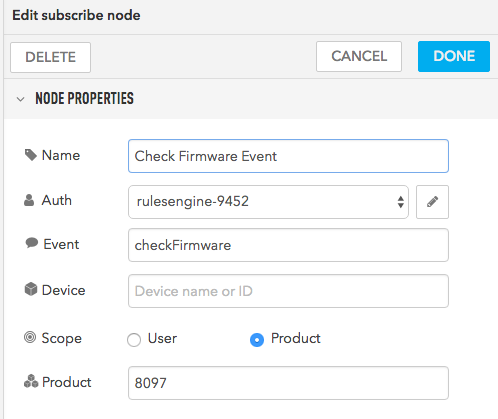 Edit subscribe node
DELETE CANCEL DONE
NODE PROPERTIES
Name Check Firmware Event
Auth rulesengine-9452
Event checkFirmware
Device Device name or ID
Scope User Product
Product 8097